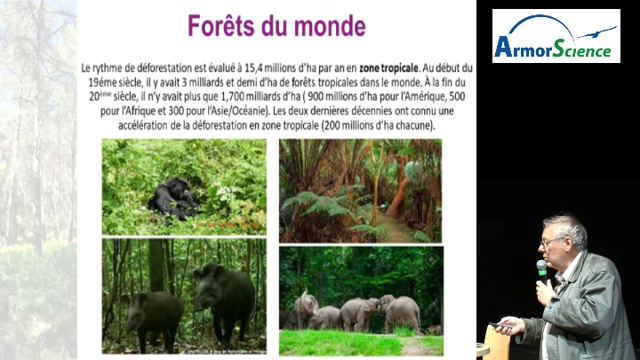 Forêts du monde
Le rythme de déforestation est évalué à 15,4 millions d'ha par an en zone tropicale. Au début du
19éme siècle, il y avait 3 milliards et demi d'ha de forêts tropicales dans le monde. À la fin du
20ème siècle, il n'y avait plus que 1,700 milliards d'ha ( 900 millions d'ha pour l'Amérique, 500
pour l'Afrique et 300 pour l'Asie/Océanie). Les deux dernières décennies ont connu une
accélération de la déforestation en zone tropicale (200 millions d'ha chacune).
ArmorScience